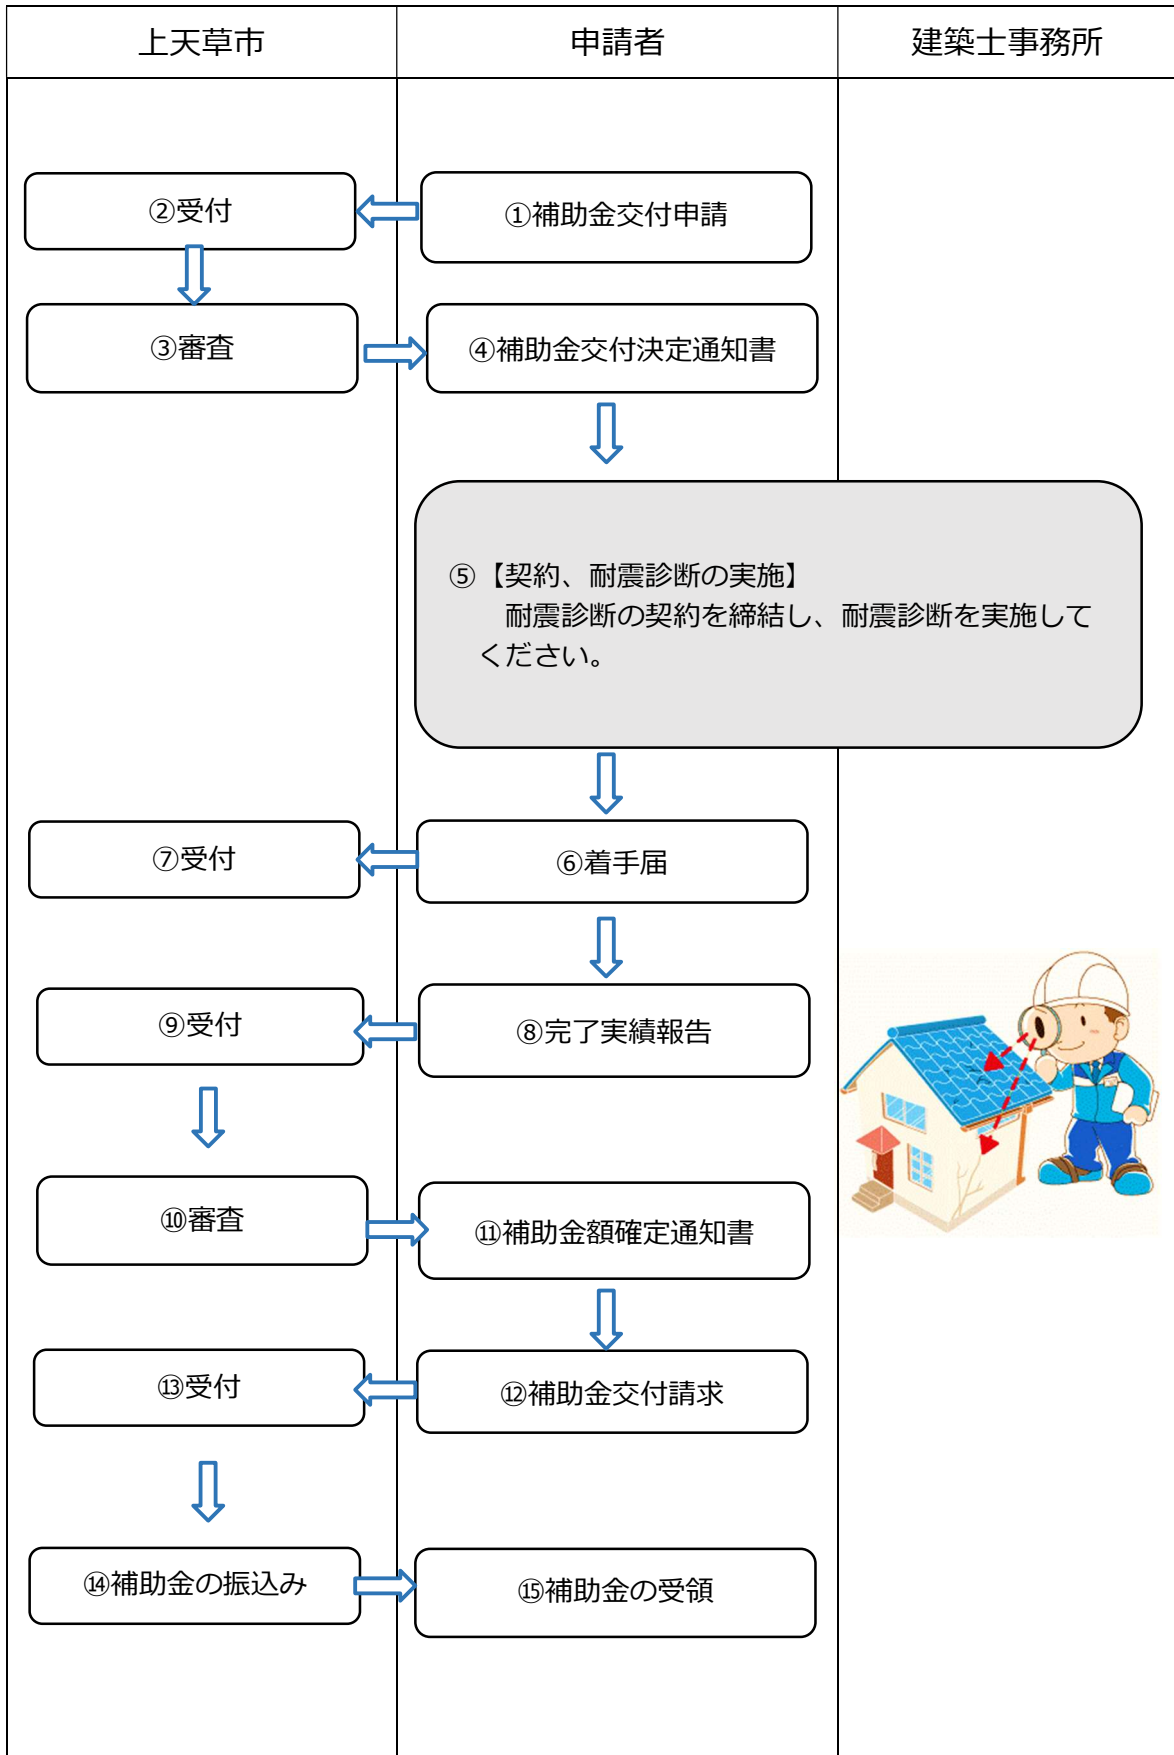 上天草市
申請者
建築士事務所
①補助金交付申請
②受付
③審査
④補助金交付決定通知書
⑤【契約、耐震診断の実施】
耐震診断の契約を締結し、耐震診断を実施して
ください。
⑥着手届
⑦受付
⑧完了実績報告
⑨受付
⑩審査
⑪補助金額確定通知書
⑫補助金交付請求
⑬受付
⑭補助金の振込み
⑮補助金の受領